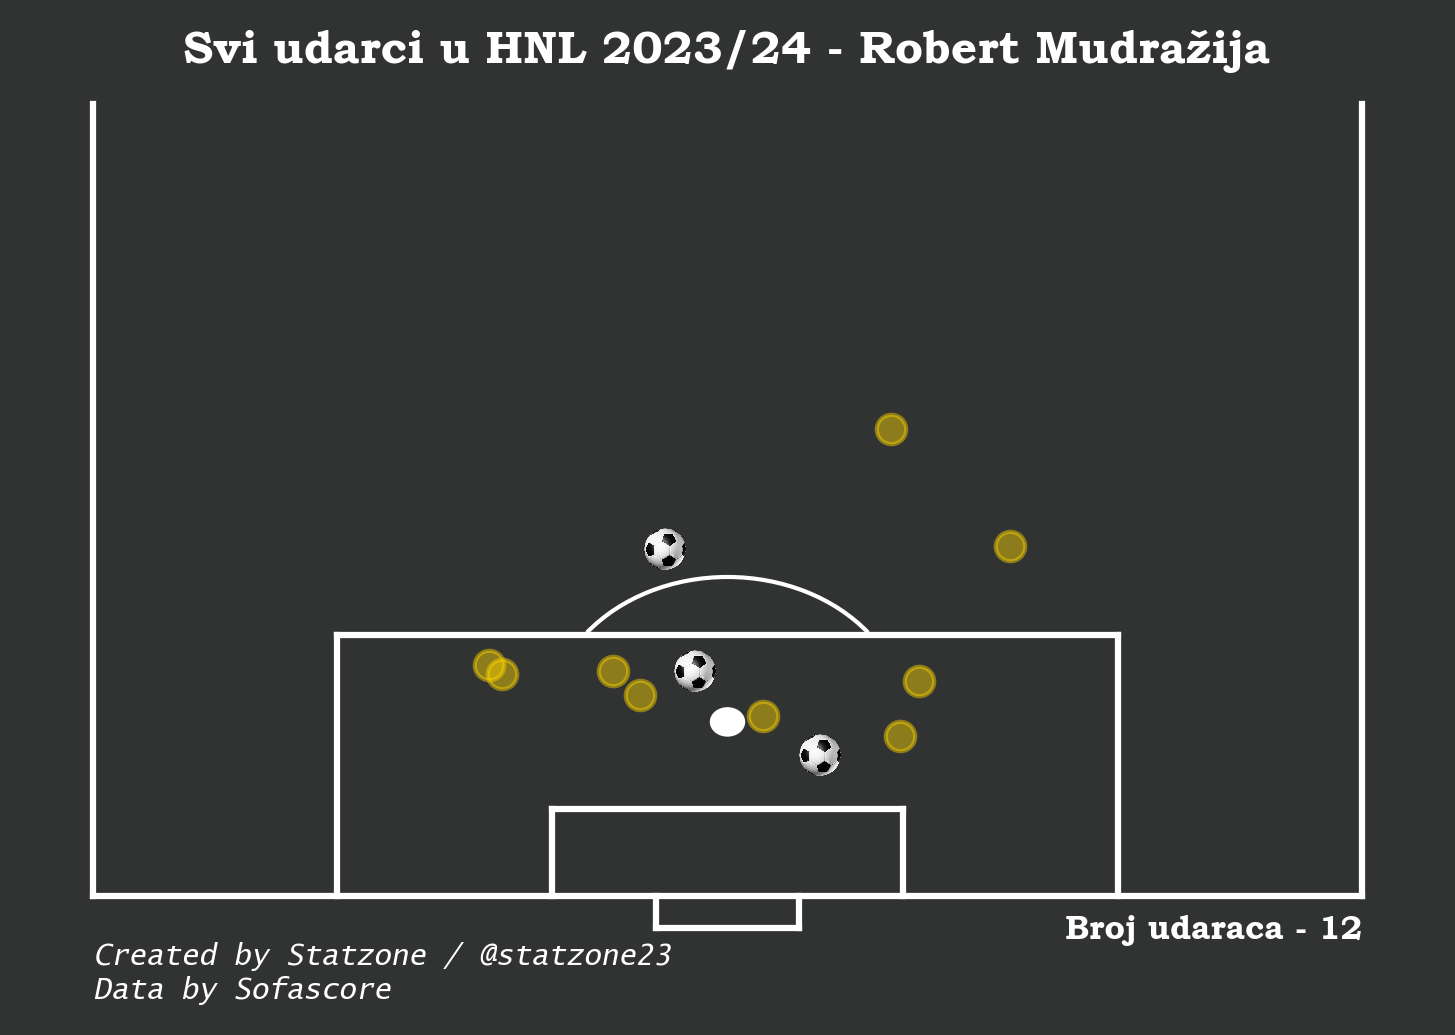 Svi udarci u HNL 2023/24 - Robert Mudražija
Broj udaraca - 12
Created by Statzone / @statzone23
Data by Sofascore